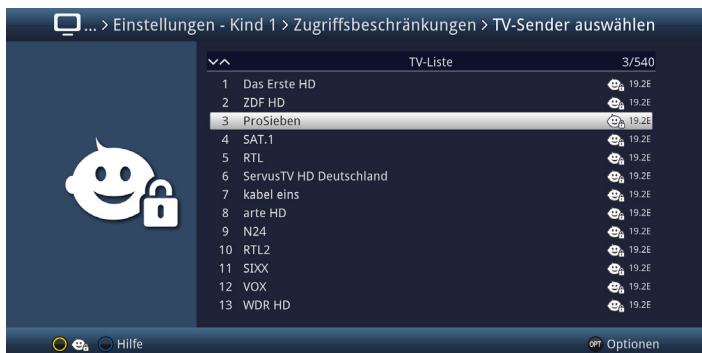 ... > Einstellungen - Kind 1 > Zugriffsbeschränkungen > TV-Sender auswählen
TV-Liste 3/540
1 Das Erste HD 19.2E
2 ZDF HD 19.2E
3 ProSieben 19.2E
4 SAT.1 19.2E
5 RTL 19.2E
6 ServusTV HD Deutschland 19.2E
7 kabel eins 19.2E
8 arte HD 19.2E
9 N24 19.2E
10 RTL2 19.2E
11 SIXX 19.2E
12 VOX 19.2E
13 WDR HD 19.2E
Hilfe OPT Optionen